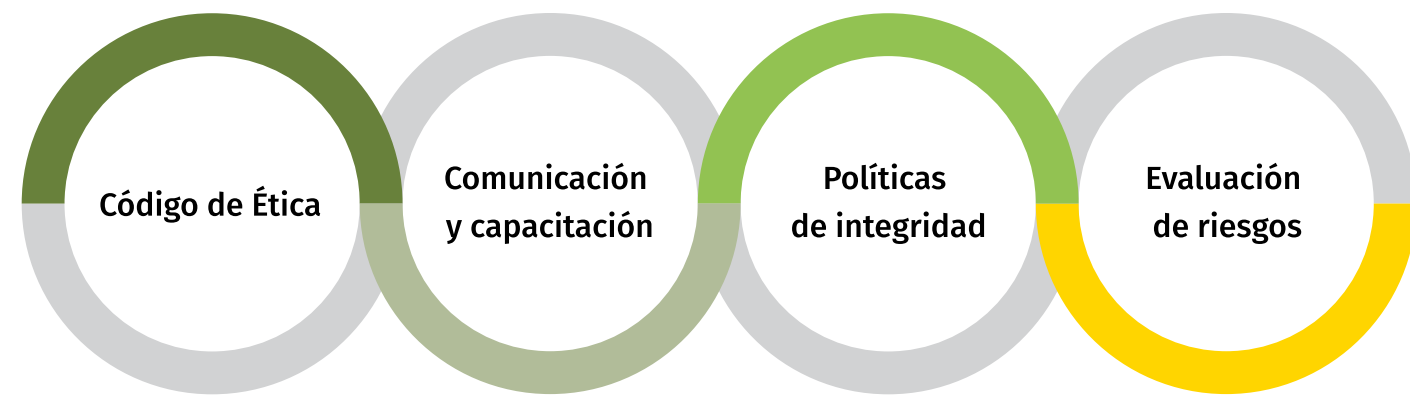 Código de Ética
Comunicación
y capacitación
Políticas
de integridad
Evaluación
de riesgos